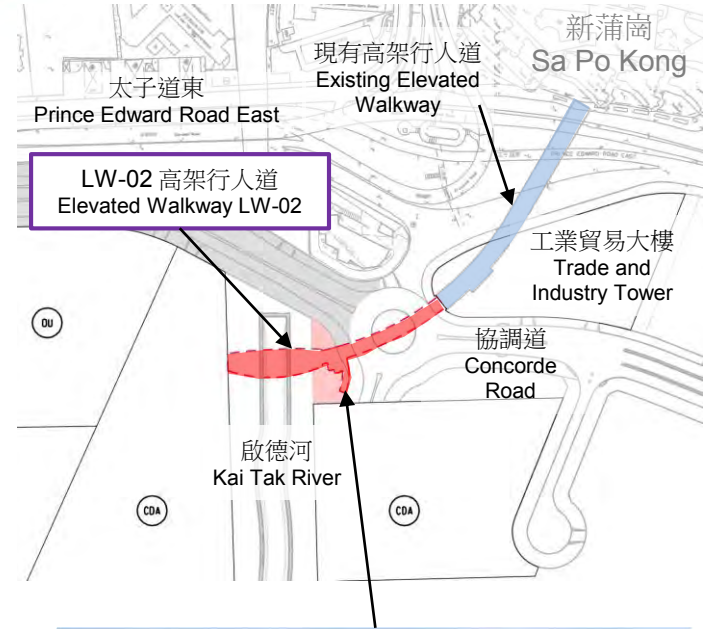 新蒲崗
Sa Po Kong
現有高架行人道
Existing Elevated
Walkway
太子道東
Prince Edward Road East
LW-02 高架行人道
Elevated Walkway LW-02
工業貿易大樓
Trade and
Industry Tower
OU
協調道
Concorde
Road
啟德河
Kai Tak River
CDA
CDA